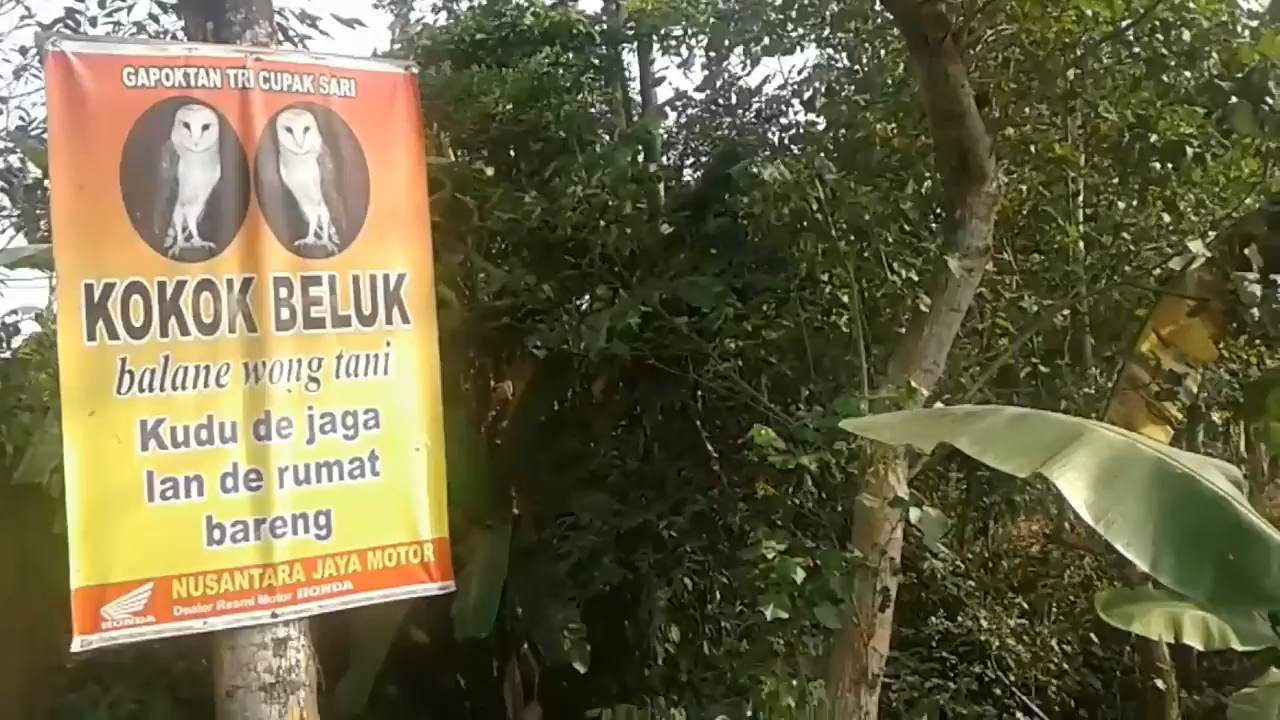 GAPOKTAN TRI CUPAK SARI
KOKOK BELUK
balane wong tani
Kudu de jaga
lan de rumat
bareng
NUSANTARA JAYA MOTOR
Dealer Resmi Motor HONDA
HONDA